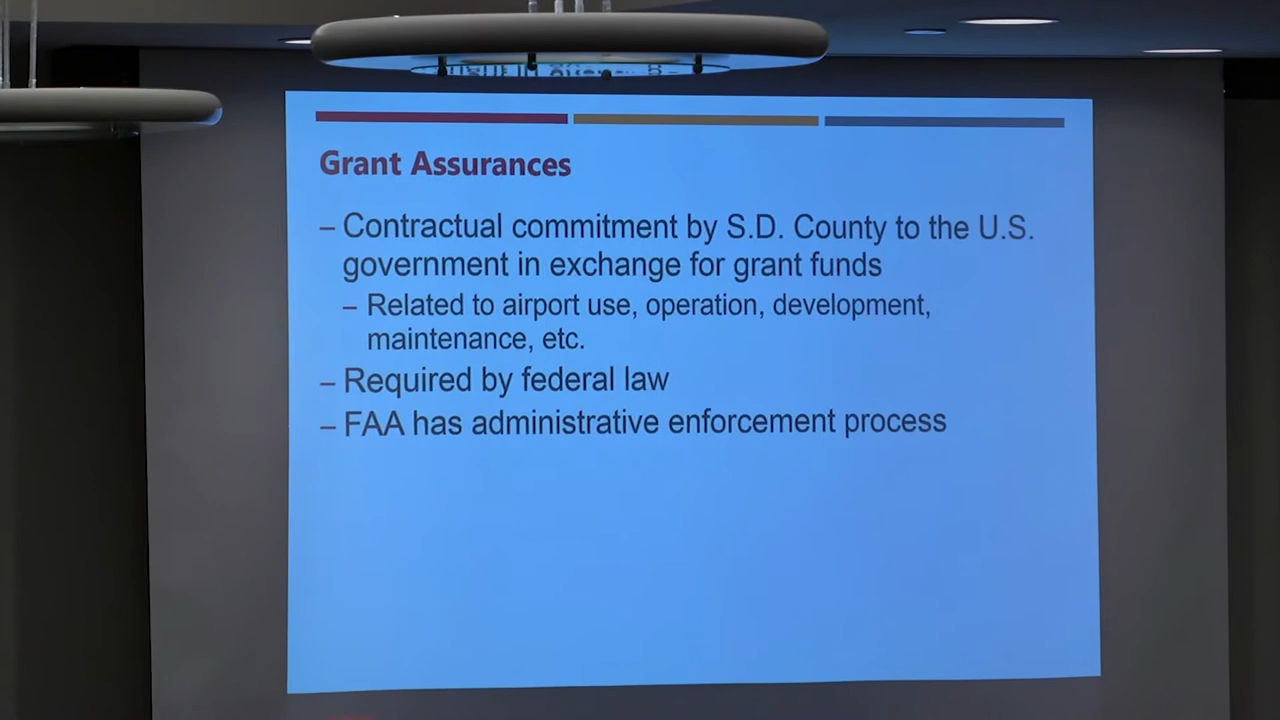 Grant Assurances
– Contractual commitment by S.D. County to the U.S.
government in exchange for grant funds
– Related to airport use, operation, development,
maintenance, etc.
– Required by federal law
– FAA has administrative enforcement process